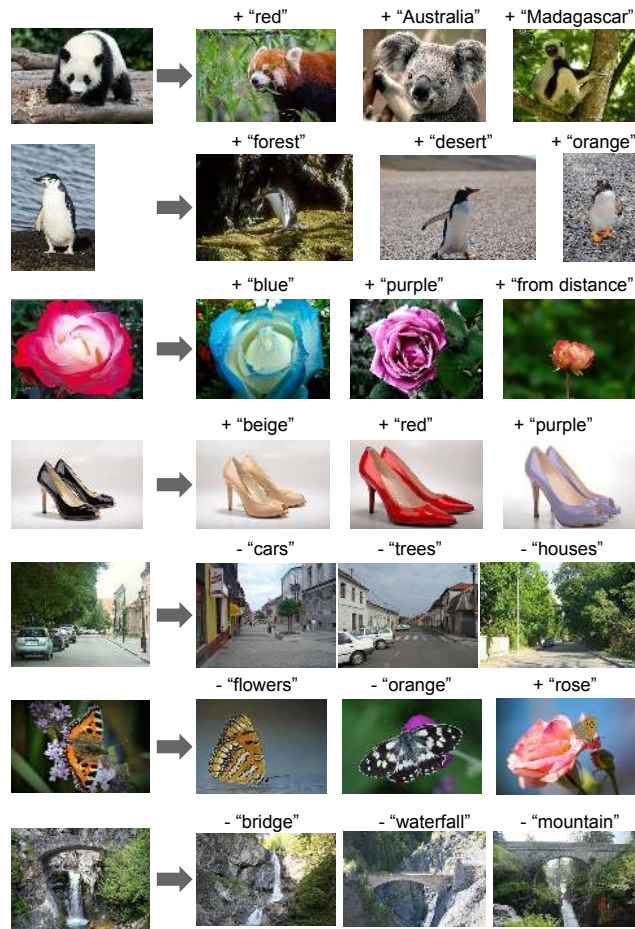 + “red” + “Australia” + “Madagascar”
+ “forest” + “desert” + “orange”
+ “blue” + “purple” + “from distance”
+ “beige” + “red” + “purple”
- “cars” - “trees” - “houses”
- “flowers” - “orange” + “rose”
- “bridge” - “waterfall” - “mountain”